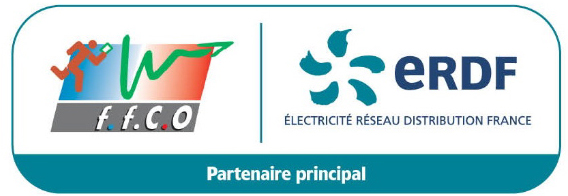 f.f.C.O
eRDF
ÉLECTRICITÉ RÉSEAU DISTRIBUTION FRANCE
Partenaire principal